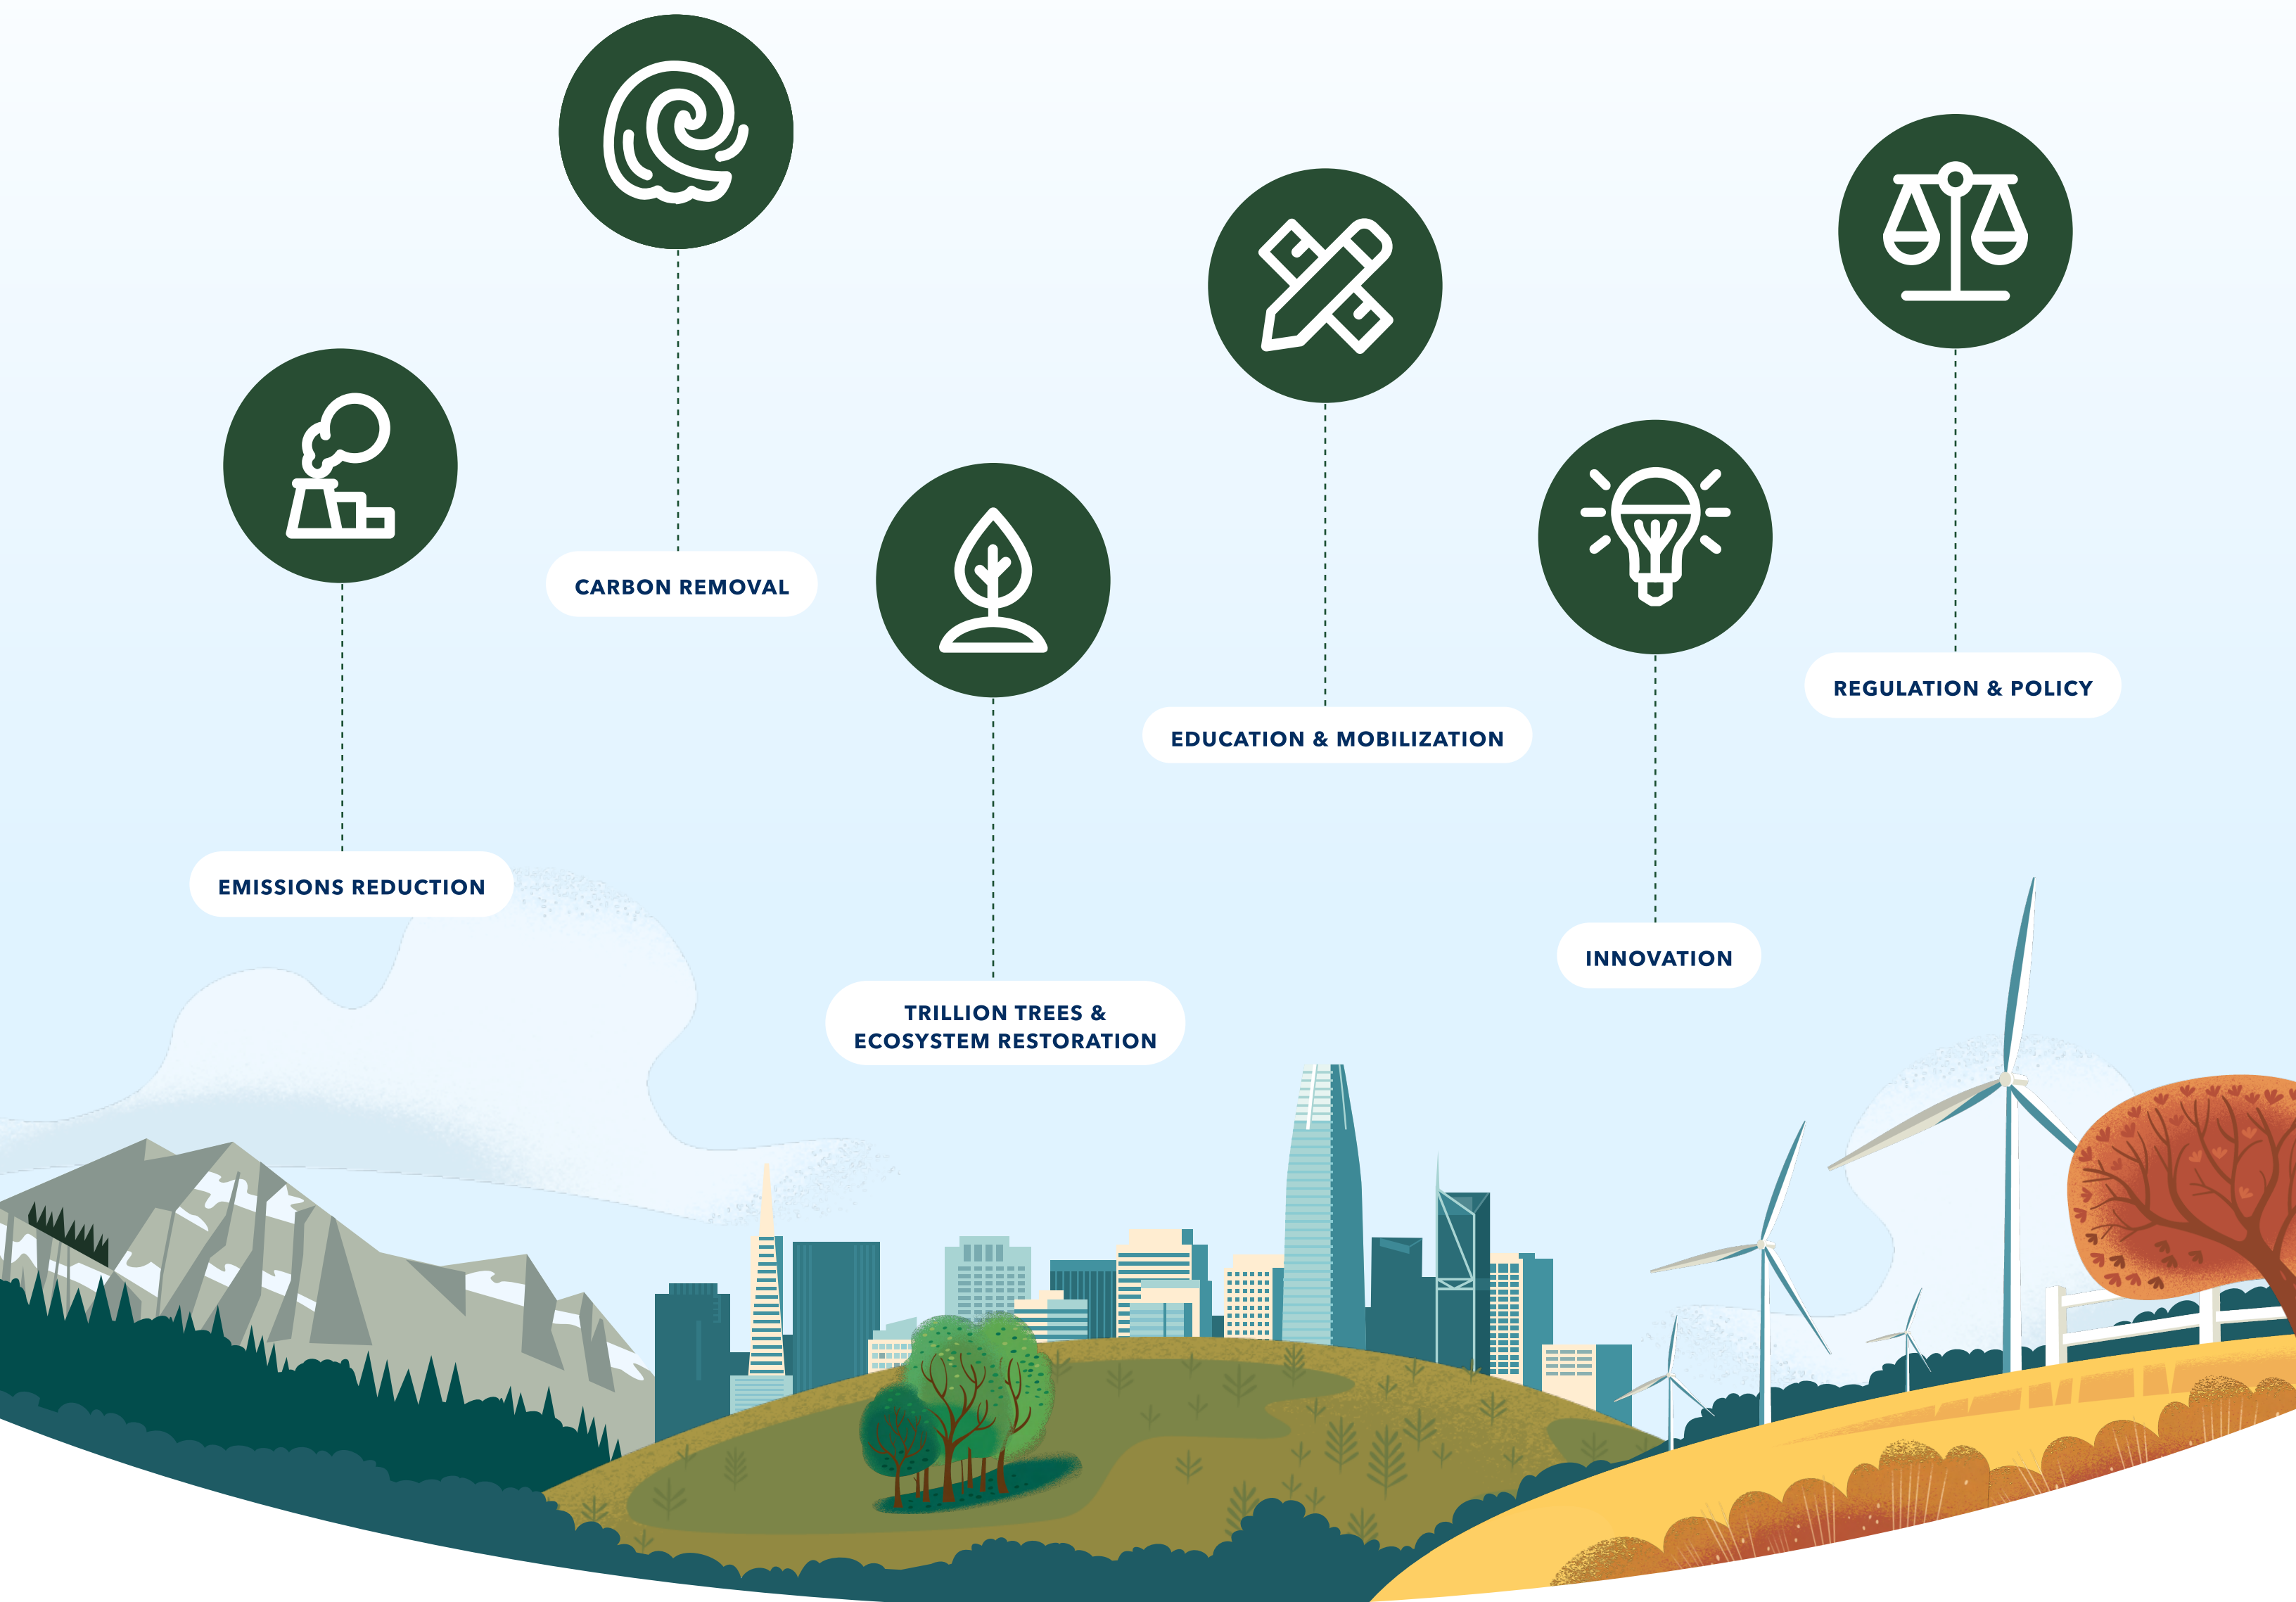 CARBON REMOVAL
REGULATION & POLICY
EDUCATION & MOBILIZATION
EMISSIONS REDUCTION
INNOVATION
TRILLION TREES &
ECOSYSTEM RESTORATION